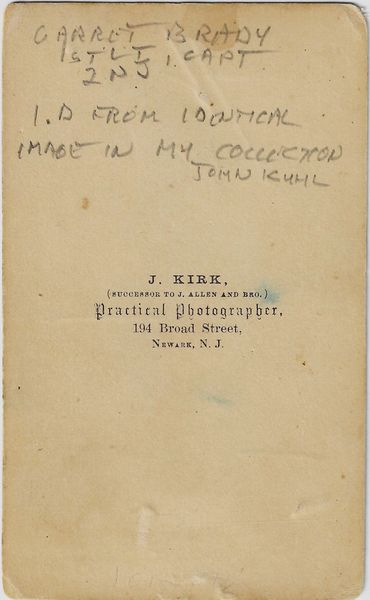 GARRET BRADY
1ST LT, CAPT
2 NJ
I.D FROM IDENTICAL
IMAGE IN MY COLLECTION
JOHN KUHL
J. KIRK,
(SUCCESSOR TO J. ALLEN AND BRO.)
Practical Photographer,
194 Broad Street,
NEWARK, N. J.